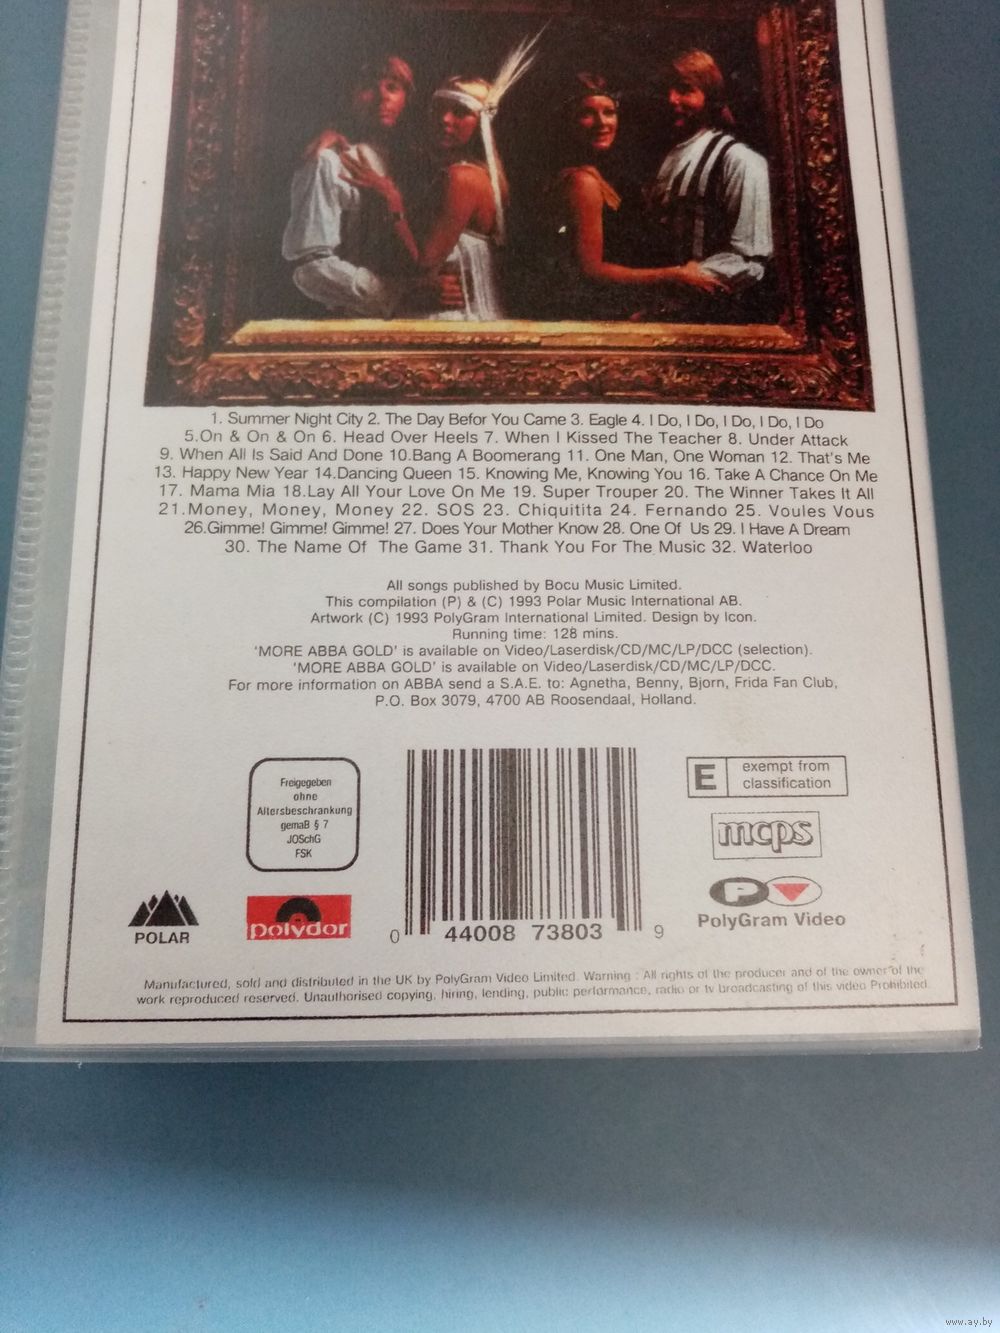 1. Summer Night City 2. The Day Befor You Came 3. Eagle 4. I Do, I Do, I Do, I Do, I Do
5.On & On & On 6. Head Over Heels 7. When I Kissed The Teacher 8. Under Attack
9. When All Is Said And Done 10.Bang A Boomerang 11. One Man, One Woman 12. That's Me
13. Happy New Year 14.Dancing Queen 15. Knowing Me, Knowing You 16. Take A Chance On Me
17. Mama Mia 18.Lay All Your Love On Me 19. Super Trouper 20. The Winner Takes It All
21.Money, Money, Money 22. SOS 23. Chiquitita 24. Fernando 25. Voules Vous
26.Gimme! Gimme! Gimme! 27. Does Your Mother Know 28. One Of Us 29. I Have A Dream
30. The Name Of The Game 31. Thank You For The Music 32. Waterloo
All songs published by Bocu Music Limited.
This compilation (P) & (C) 1993 Polar Music International AB.
Artwork (C) 1993 PolyGram International Limited. Design by Icon.
Running time: 128 mins.
'MORE ABBA GOLD' is available on Video/Laserdisk/CD/MC/LP/DCC (selection).
'MORE ABBA GOLD' is available on Video/Laserdisk/CD/MC/LP/DCC.
For more information on ABBA send a S.A.E. to: Agnetha, Benny, Bjorn, Frida Fan Club,
P.O. Box 3079, 4700 AB Roosendaal, Holland.
Freigegeben
ohne
Altersbeschrankung
gemaB § 7
JOSchG
FSK
E exempt from
classification
mcps
P
PolyGram Video
POLAR
polydor
0 44008 73803 9
Manufactured, sold and distributed in the UK by PolyGram Video Limited. Warning : All rights of the producer and of the owner of the
work reproduced reserved. Unauthorised copying, hiring, lending, public performance, radio or tv broadcasting of this video Prohibited.
www.ay.by